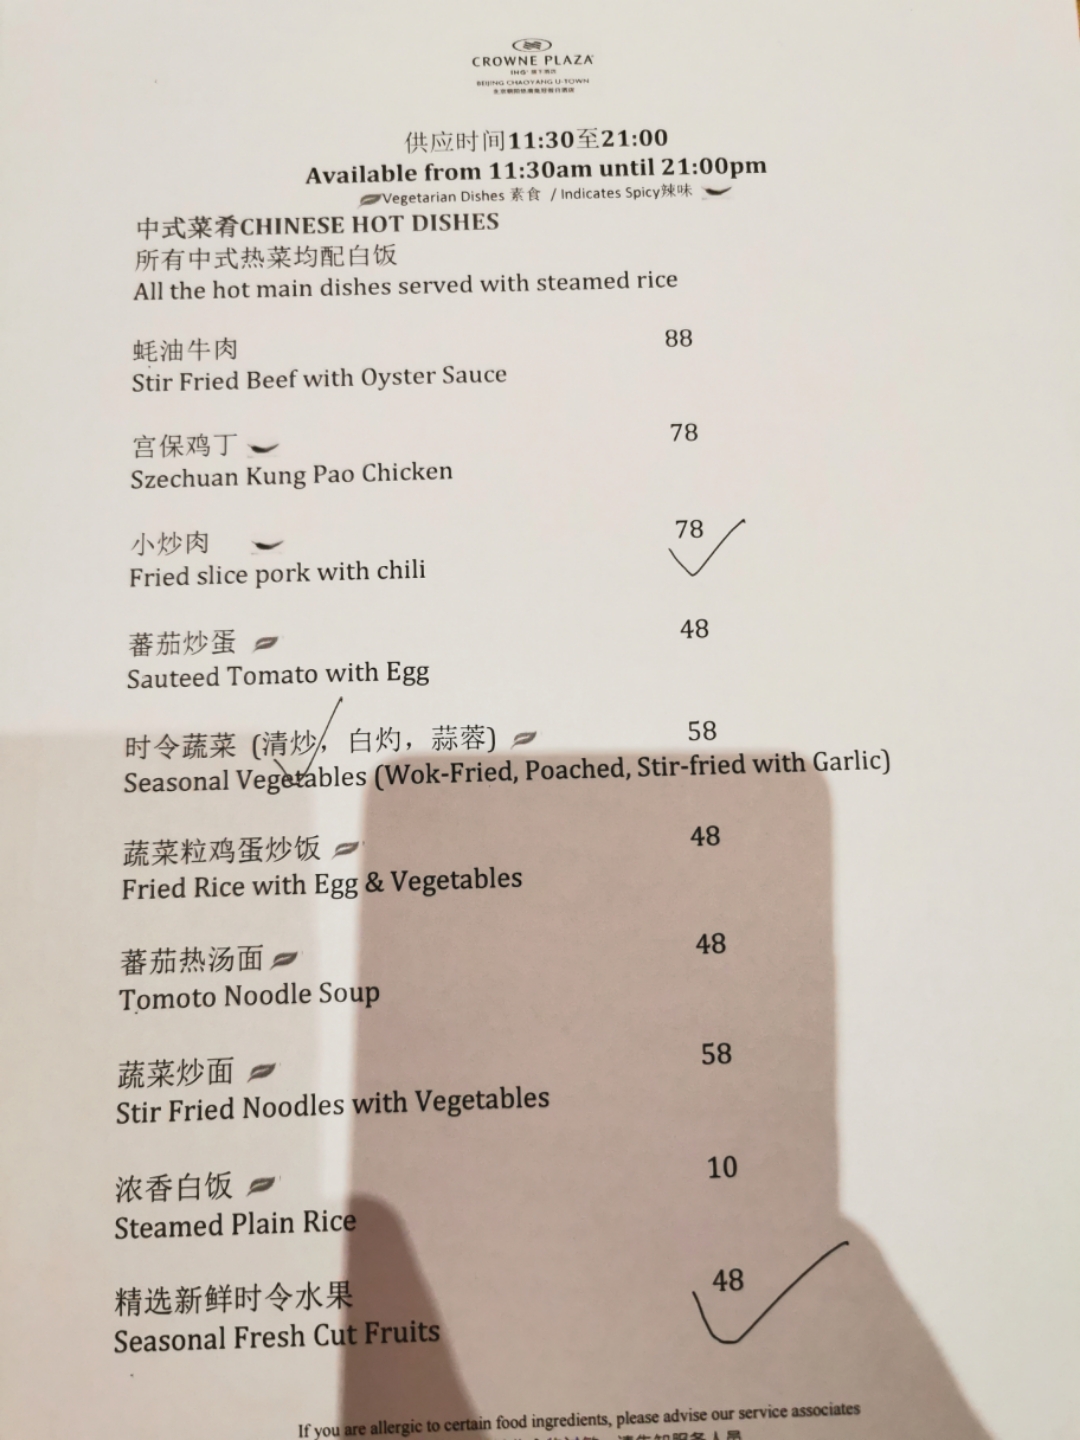 CROWNE PLAZA
IHG
BEIJING CHAOYANG U-TOWN
供应时间11:30至21:00
Available from 11:30am until 21:00pm
Vegetarian Dishes 素食 / Indicates Spicy辣味
中式菜肴CHINESE HOT DISHES
所有中式热菜均配白饭
All the hot main dishes served with steamed rice
蚝油牛肉 88
Stir Fried Beef with Oyster Sauce
宫保鸡丁 78
Szechuan Kung Pao Chicken
小炒肉 78
Fried slice pork with chili
蕃茄炒蛋 48
Sauteed Tomato with Egg
时令蔬菜 (清炒, 白灼, 蒜蓉) 58
Seasonal Vegetables (Wok-Fried, Poached, Stir-fried with Garlic)
蔬菜粒鸡蛋炒饭 48
Fried Rice with Egg & Vegetables
蕃茄热汤面 48
Tomoto Noodle Soup
蔬菜炒面 58
Stir Fried Noodles with Vegetables
浓香白饭 10
Steamed Plain Rice
精选新鲜时令水果 48
Seasonal Fresh Cut Fruits
If you are allergic to certain food ingredients, please advise our service associates